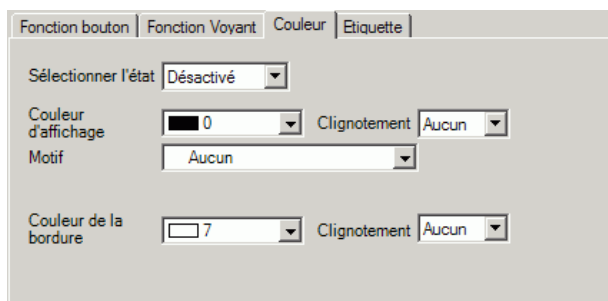 Fonction bouton Fonction Voyant Couleur Etiquette
Sélectionner l'état Désactivé
Couleur d'affichage 0 Clignotement Aucun
Motif Aucun
Couleur de la bordure 7 Clignotement Aucun